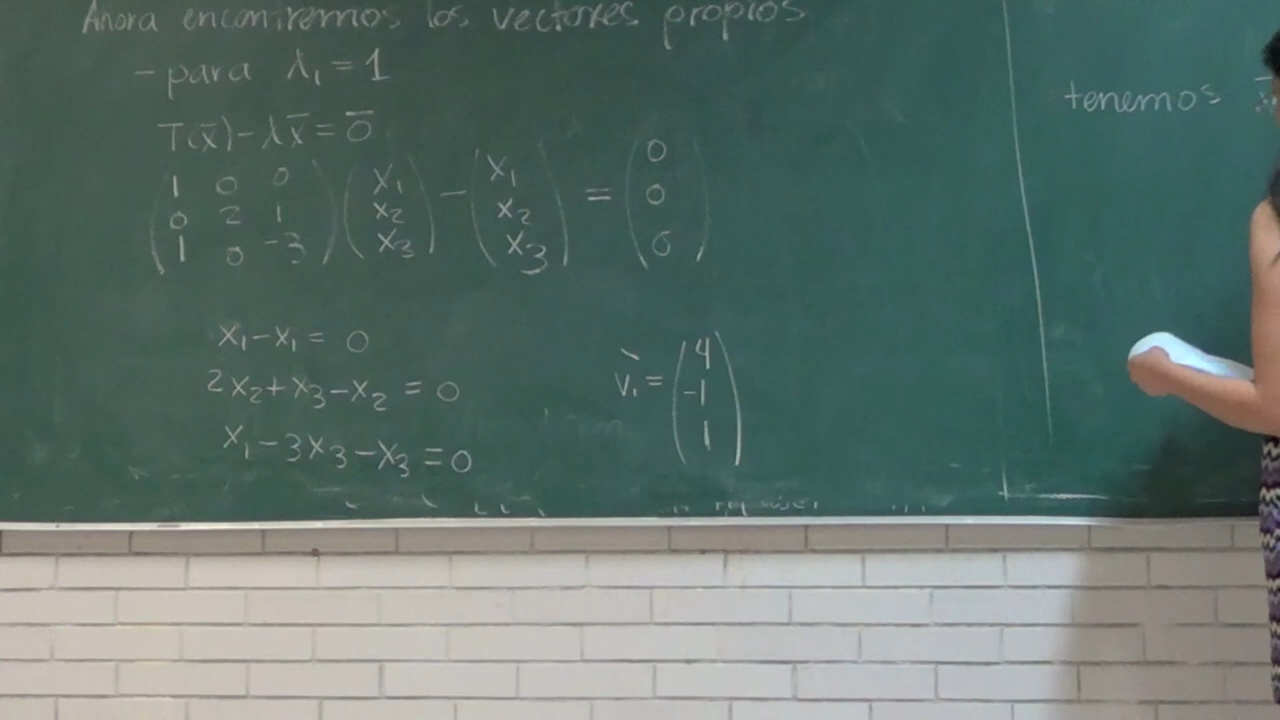 Ahora encontremos los vectores propios
- para λ₁ = 1
T(x̄) - λx̄ = 0̄
( 1 0 0 ) ( x₁ ) - ( x₁ ) = ( 0 )
( 0 2 1 ) ( x₂ ) ( x₂ ) ( 0 )
( 1 0 -3 ) ( x₃ ) ( x₃ ) ( 0 )
x₁ - x₁ = 0
2x₂ + x₃ - x₂ = 0
x₁ - 3x₃ - x₃ = 0
v₁ = ( 4 )
( -1 )
( 1 )
tenemos